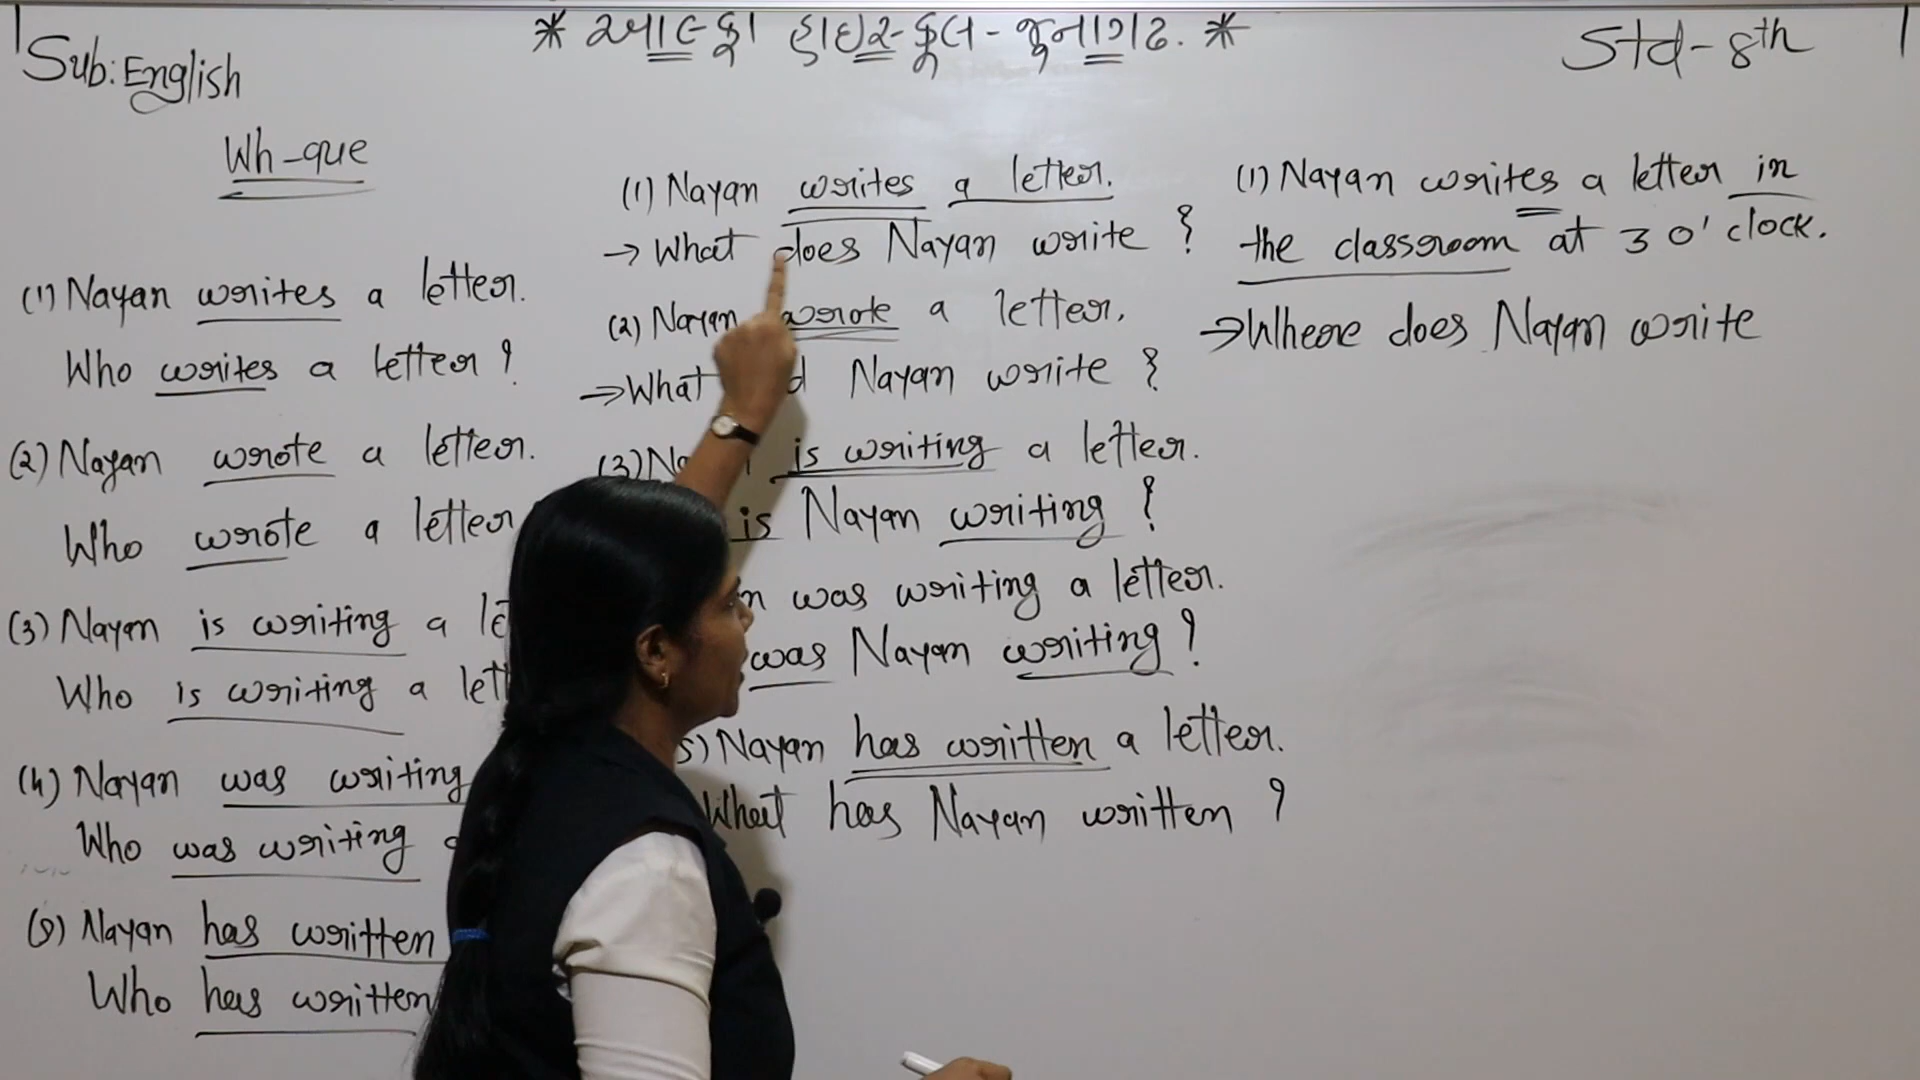 * આલ્ફા હાઇસ્કૂલ - જૂનાગઢ. *
Sub: English
Std - 8th
Wh-que
(1) Nayan writes a letter.
Who writes a letter?
(2) Nayan wrote a letter.
Who wrote a letter
(3) Nayan is writing a
Who is writing a
(4) Nayan was writing
Who was writing
(5) Nayan has written
Who has written
(1) Nayan writes a letter.
→ What does Nayan write ?
(2) Nayan wrote a letter.
→ What Nayan write ?
(3) is writing a letter.
is Nayan writing ?
was writing a letter.
was Nayan writing ?
5) Nayan has written a letter.
What has Nayan written ?
(1) Nayan writes a letter in
the classroom at 3 o'clock.
→ Where does Nayan write